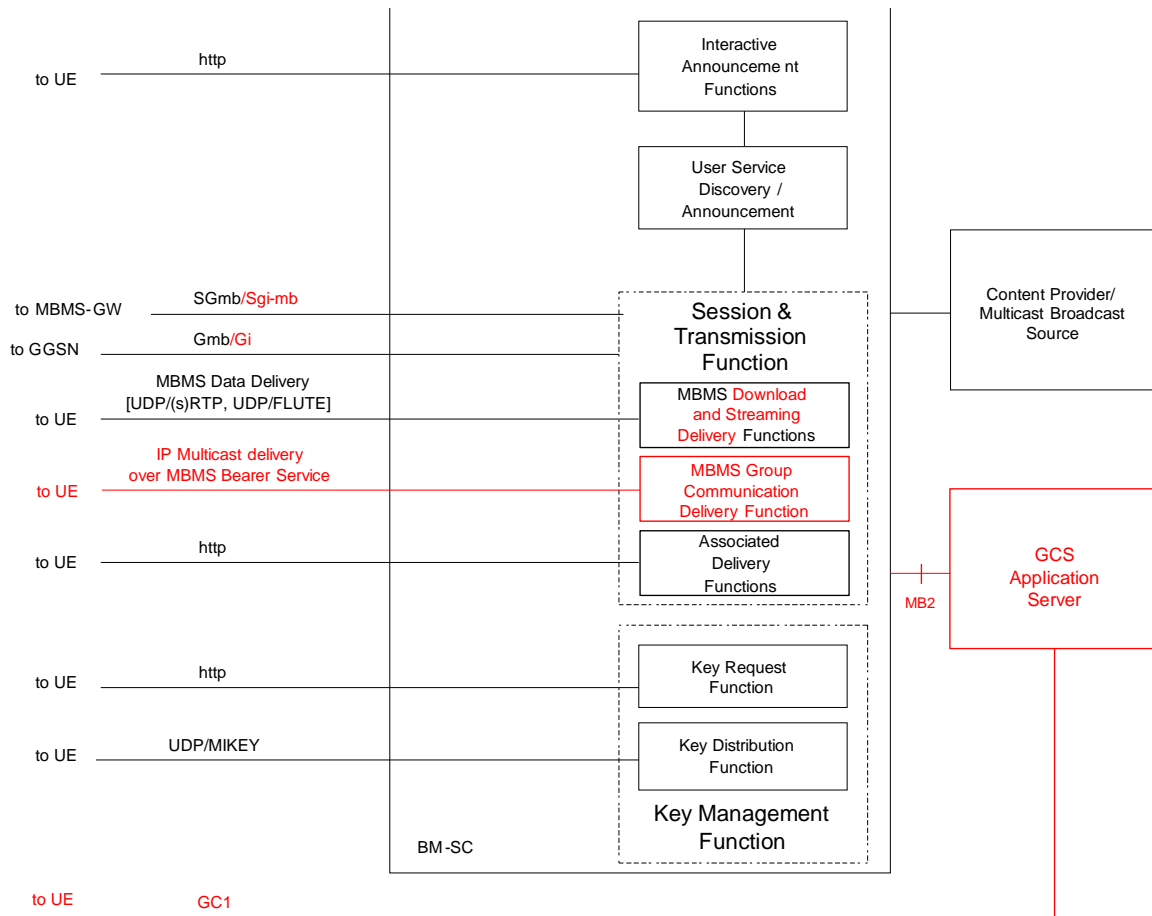 http
to UE
Interactive
Announceme nt
Functions
User Service
Discovery /
Announcement
to MBMS-GW
SGmb/Sgi-mb
to GGSN
Gmb/Gi
Session &
Transmission
Function
Content Provider/
Multicast Broadcast
Source
MBMS Data Delivery
[UDP/(s)RTP, UDP/FLUTE]
to UE
MBMS Download
and Streaming
Delivery Functions
IP Multicast delivery
over MBMS Bearer Service
to UE
MBMS Group
Communication
Delivery Function
http
to UE
Associated
Delivery
Functions
MB2
GCS
Application
Server
http
to UE
Key Request
Function
UDP/MIKEY
to UE
Key Distribution
Function
Key Management
Function
BM-SC
to UE
GC1